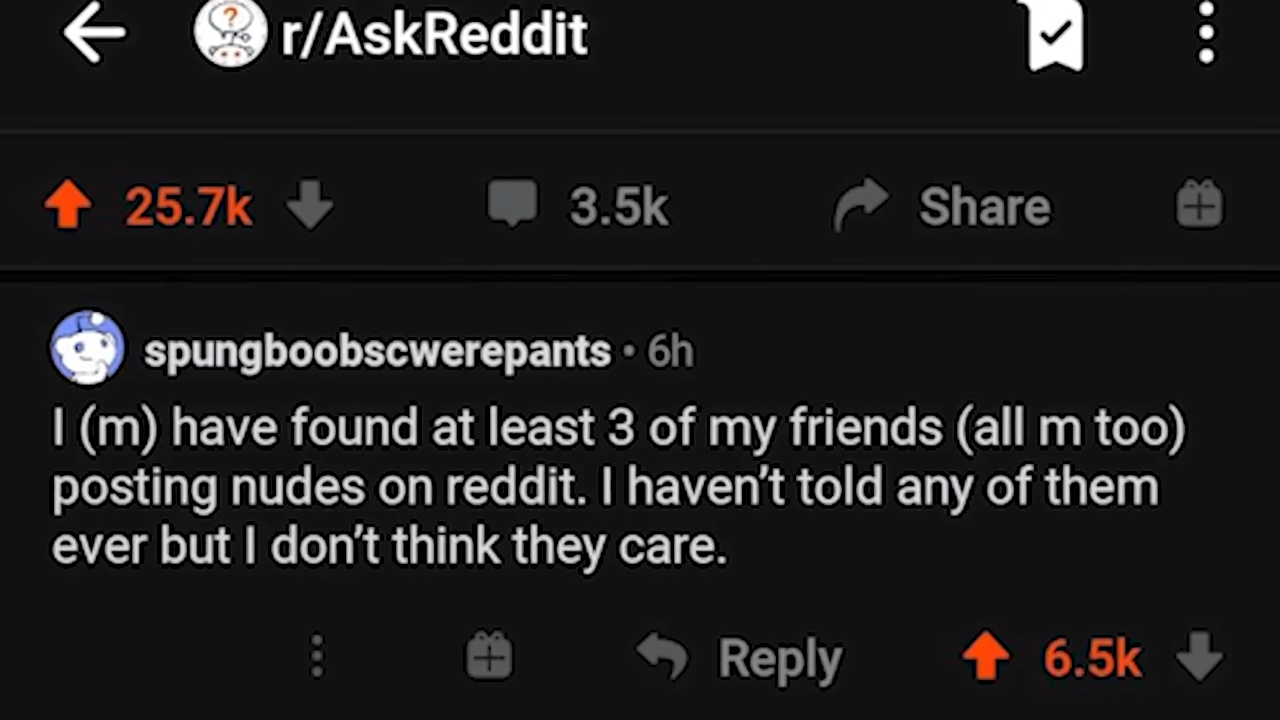 r/AskReddit
25.7k 3.5k Share
spungboobscwerepants • 6h
I (m) have found at least 3 of my friends (all m too)
posting nudes on reddit. I haven't told any of them
ever but I don't think they care.
Reply 6.5k